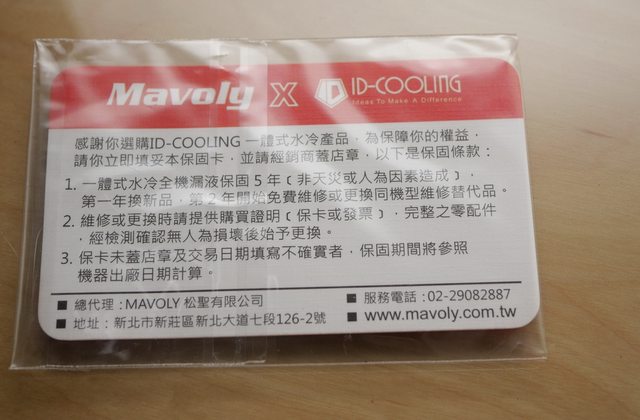 Mavoly X ID-COOLING
Ideas To Make A Difference
感謝你選購ID-COOLING 一體式水冷產品，為保障你的權益，
請你立即填妥本保固卡，並請經銷商蓋店章，以下是保固條款：
1. 一體式水冷全機漏液保固 5 年﹝非天災或人為因素造成﹞，
第一年換新品，第 2 年開始免費維修或更換同機型維修替代品。
2. 維修或更換時請提供購買證明﹝保卡或發票﹞，完整之零配件
，經檢測確認無人為損壞後始予更換。
3. 保卡未蓋店章及交易日期填寫不確實者，保固期間將參照
機器出廠日期計算。
■ 總代理：MAVOLY 松聖有限公司
■ 服務電話：02-29082887
■ 地址：新北市新莊區新北大道七段126-2號
■ www.mavoly.com.tw